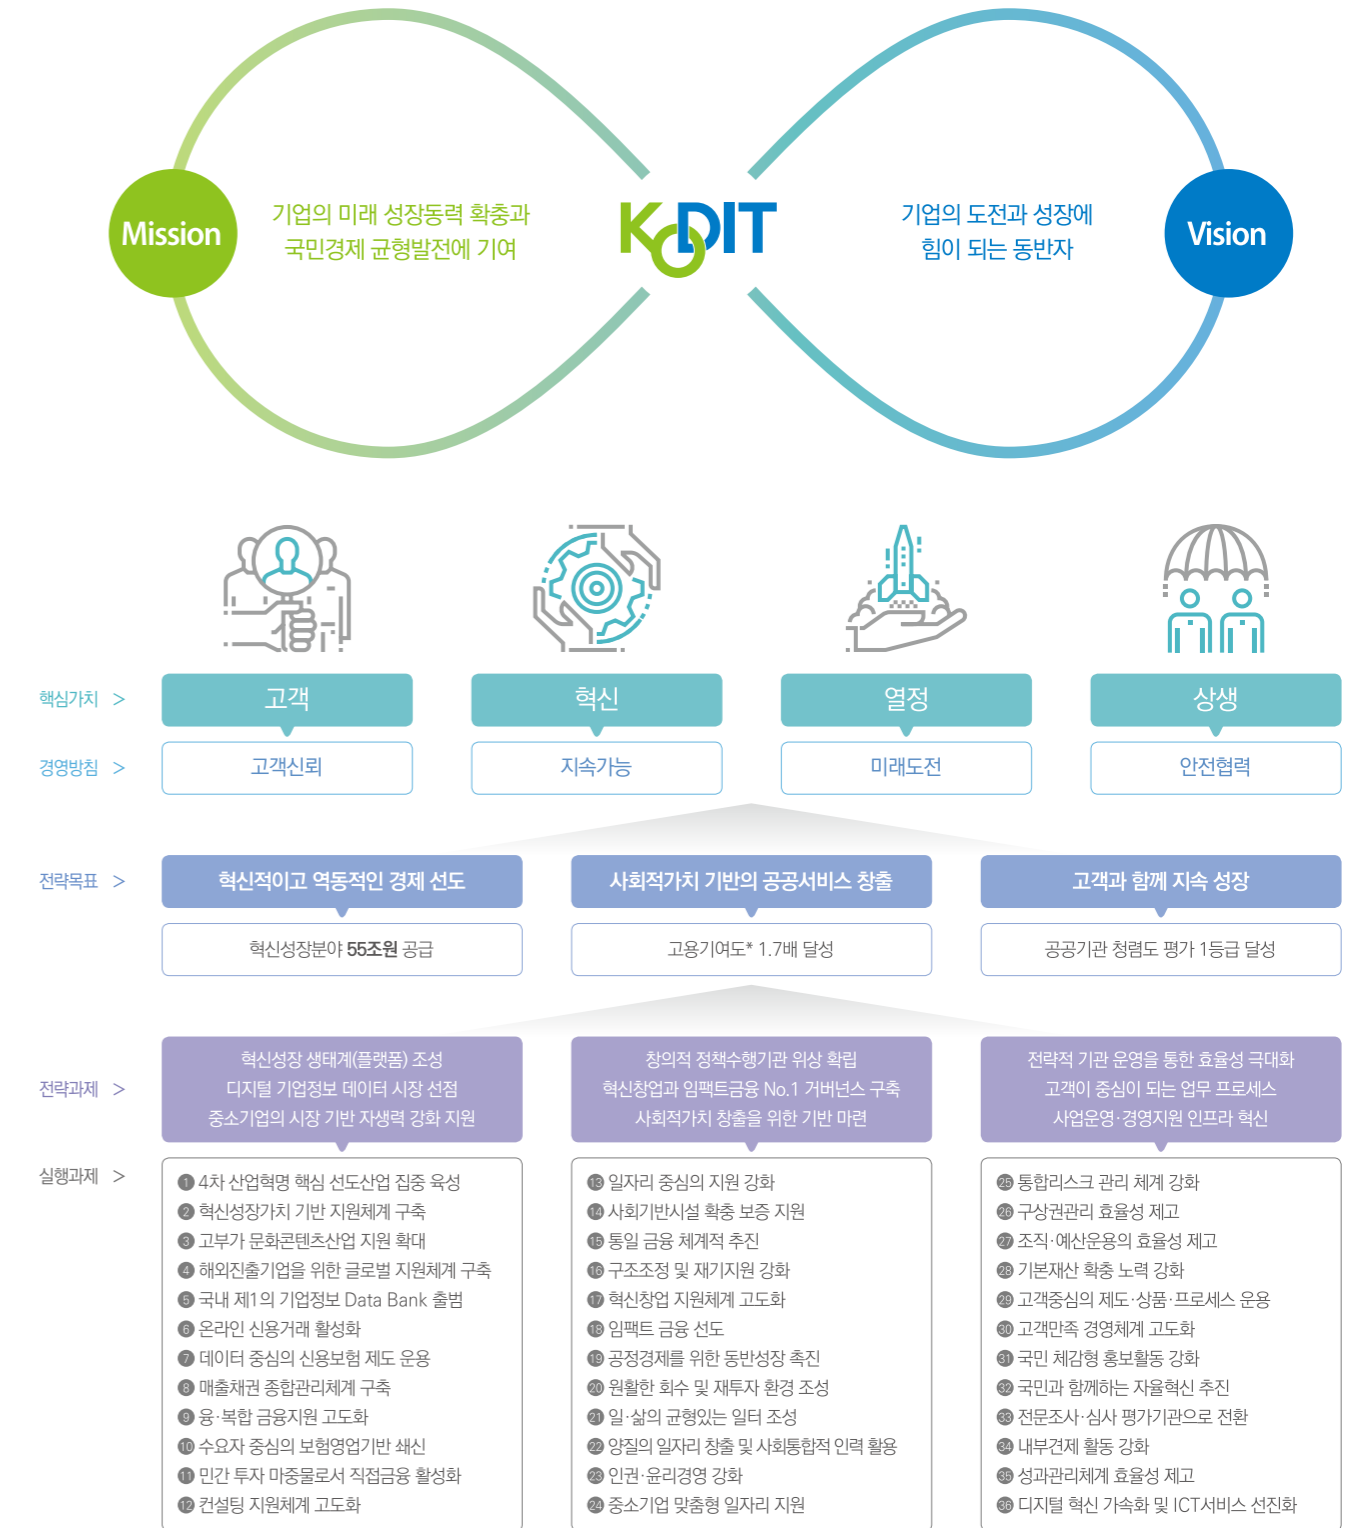 Mission
기업의 미래 성장동력 확충과
국민경제 균형발전에 기여
KODIT
기업의 도전과 성장에
힘이 되는 동반자
Vision
핵심가치 >
고객
혁신
열정
상생
경영방침 >
고객신뢰
지속가능
미래도전
안전협력
전략목표 >
혁신적이고 역동적인 경제 선도
사회적가치 기반의 공공서비스 창출
고객과 함께 지속 성장
혁신성장분야 55조원 공급
고용기여도* 1.7배 달성
공공기관 청렴도 평가 1등급 달성
전략과제 >
혁신성장 생태계(플랫폼) 조성
디지털 기업정보 데이터 시장 선점
중소기업의 시장 기반 자생력 강화 지원
창의적 정책수행기관 위상 확립
혁신창업과 임팩트금융 No.1 거버넌스 구축
사회적가치 창출을 위한 기반 마련
전략적 기관 운영을 통한 효율성 극대화
고객이 중심이 되는 업무 프로세스
사업운영·경영지원 인프라 혁신
실행과제 >
❶ 4차 산업혁명 핵심 선도산업 집중 육성
❷ 혁신성장가치 기반 지원체계 구축
❸ 고부가 문화콘텐츠산업 지원 확대
❹ 해외진출기업을 위한 글로벌 지원체계 구축
❺ 국내 제1의 기업정보 Data Bank 출범
❻ 온라인 신용거래 활성화
❼ 데이터 중심의 신용보험 제도 운용
❽ 매출채권 종합관리체계 구축
❾ 융·복합 금융지원 고도화
❿ 수요자 중심의 보험영업기반 쇄신
⓫ 민간 투자 마중물로서 직접금융 활성화
⓬ 컨설팅 지원체계 고도화
⓭ 일자리 중심의 지원 강화
⓮ 사회기반시설 확충 보증 지원
⓯ 통일 금융 체계적 추진
⓰ 구조조정 및 재기지원 강화
⓱ 혁신창업 지원체계 고도화
⓲ 임팩트 금융 선도
⓳ 공정경제를 위한 동반성장 촉진
⓴ 원활한 회수 및 재투자 환경 조성
㉑ 일·삶의 균형있는 일터 조성
㉒ 양질의 일자리 창출 및 사회통합적 인력 활용
㉓ 인권·윤리경영 강화
㉔ 중소기업 맞춤형 일자리 지원
㉕ 통합리스크 관리 체계 강화
㉖ 구상권관리 효율성 제고
㉗ 조직·예산운용의 효율성 제고
㉘ 기본재산 확충 노력 강화
㉙ 고객중심의 제도·상품·프로세스 운용
㉚ 고객만족 경영체계 고도화
㉛ 국민 체감형 홍보활동 강화
㉜ 국민과 함께하는 자율혁신 추진
㉝ 전문조사·심사 평가기관으로 전환
㉞ 내부견제 활동 강화
㉟ 성과관리체계 효율성 제고
㊱ 디지털 혁신 가속화 및 ICT서비스 선진화